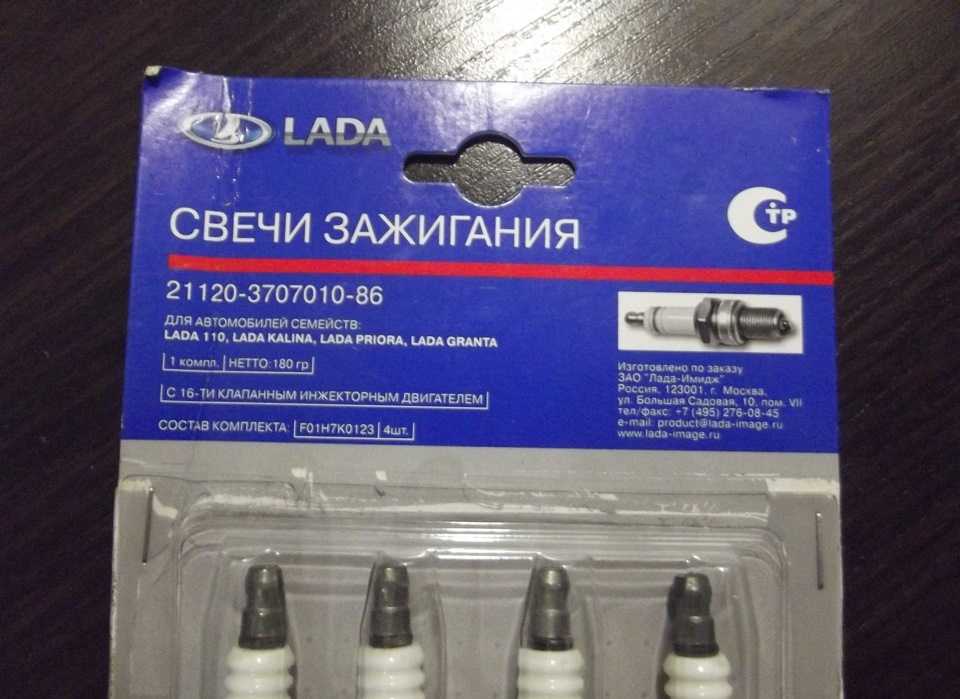 LADA
СВЕЧИ ЗАЖИГАНИЯ
СТР
21120-3707010-86
ДЛЯ АВТОМОБИЛЕЙ СЕМЕЙСТВ:
LADA 110, LADA KALINA, LADA PRIORA, LADA GRANTA
1 компл. НЕТТО: 180 гр
С 16-ТИ КЛАПАННЫМ ИНЖЕКТОРНЫМ ДВИГАТЕЛЕМ
СОСТАВ КОМПЛЕКТА: F01H7K0123 4шт.
Изготовлено по заказу
ЗАО "Лада-Имидж"
Россия, 123001, г. Москва,
ул. Большая Садовая, 10, пом. VII
тел/факс: +7 (495) 276-08-45
e-mail: product@lada-image.ru
www.lada-image.ru